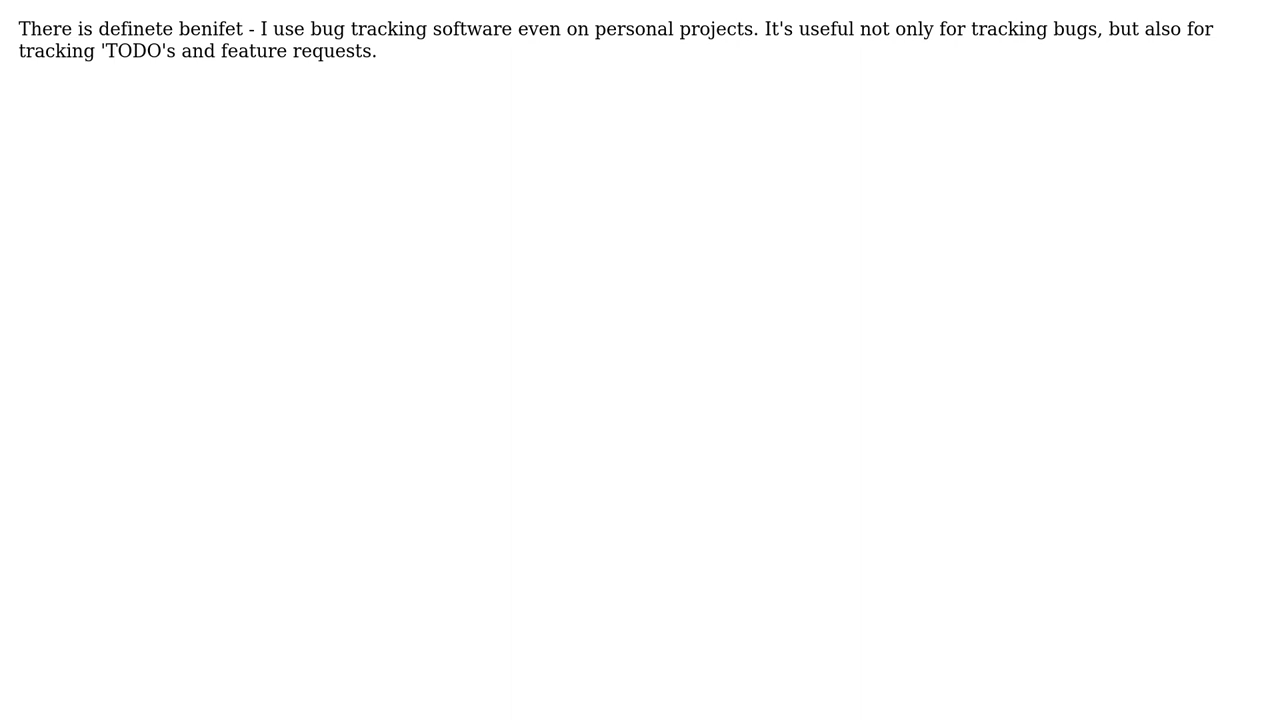 There is definete benifet - I use bug tracking software even on personal projects. It's useful not only for tracking bugs, but also for
tracking 'TODO's and feature requests.